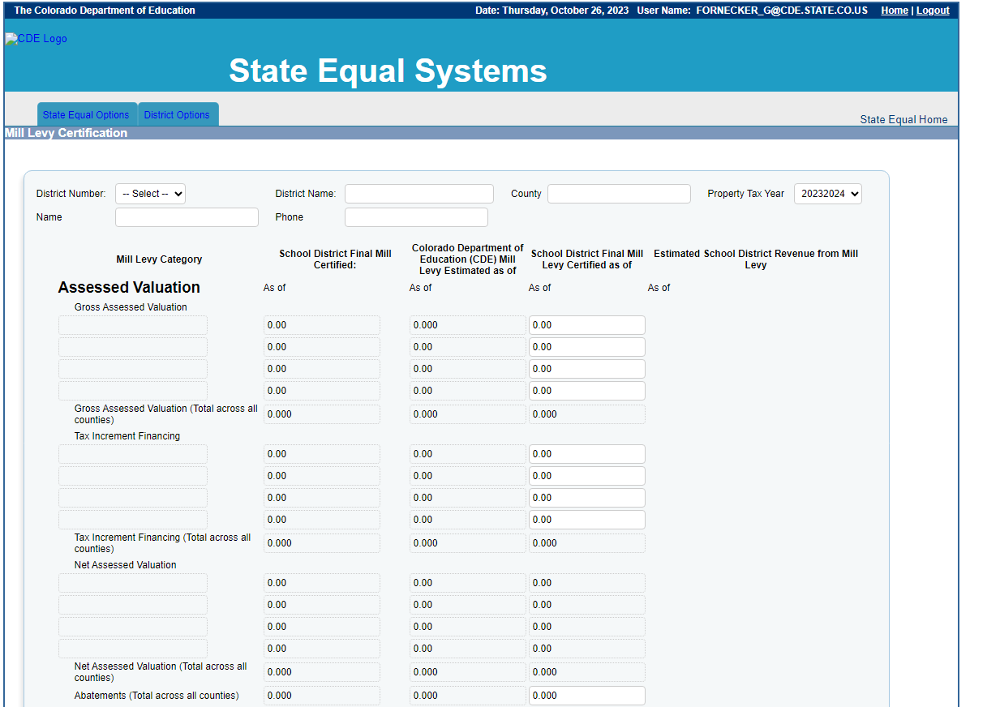 The Colorado Department of Education Date: Thursday, October 26, 2023 User Name: FORNECKER_G@CDE.STATE.CO.US Home | Logout
CDE Logo
State Equal Systems
State Equal Options District Options
State Equal Home
Mill Levy Certification
District Number: -- Select -- District Name: County Property Tax Year 20232024
Name Phone
Mill Levy Category School District Final Mill Certified: Colorado Department of Education (CDE) Mill Levy Estimated as of School District Final Mill Levy Certified as of Estimated School District Revenue from Mill Levy
Assessed Valuation As of As of As of As of
Gross Assessed Valuation
0.00 0.000 0.00
0.00 0.00 0.00
0.00 0.00 0.00
0.00 0.00 0.00
Gross Assessed Valuation (Total across all counties) 0.000 0.000 0.000
Tax Increment Financing
0.00 0.00 0.00
0.00 0.00 0.00
0.00 0.00 0.00
0.00 0.00 0.00
Tax Increment Financing (Total across all counties) 0.000 0.000 0.000
Net Assessed Valuation
0.00 0.00 0.00
0.00 0.00 0.00
0.00 0.00 0.00
0.00 0.00 0.00
Net Assessed Valuation (Total across all counties) 0.000 0.000 0.000
Abatements (Total across all counties) 0.000 0.000 0.000